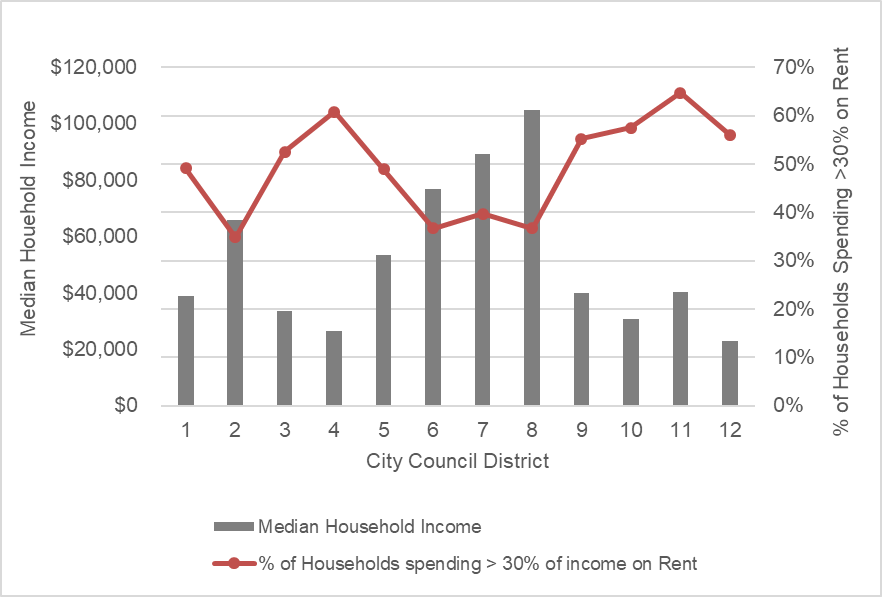 Median Houehold Income
$120,000
$100,000
$80,000
$60,000
$40,000
$20,000
$0
70%
60%
50%
40%
30%
20%
10%
0%
% of Households Spending >30% on Rent
1 2 3 4 5 6 7 8 9 10 11 12
City Council District
Median Household Income
% of Households spending > 30% of income on Rent